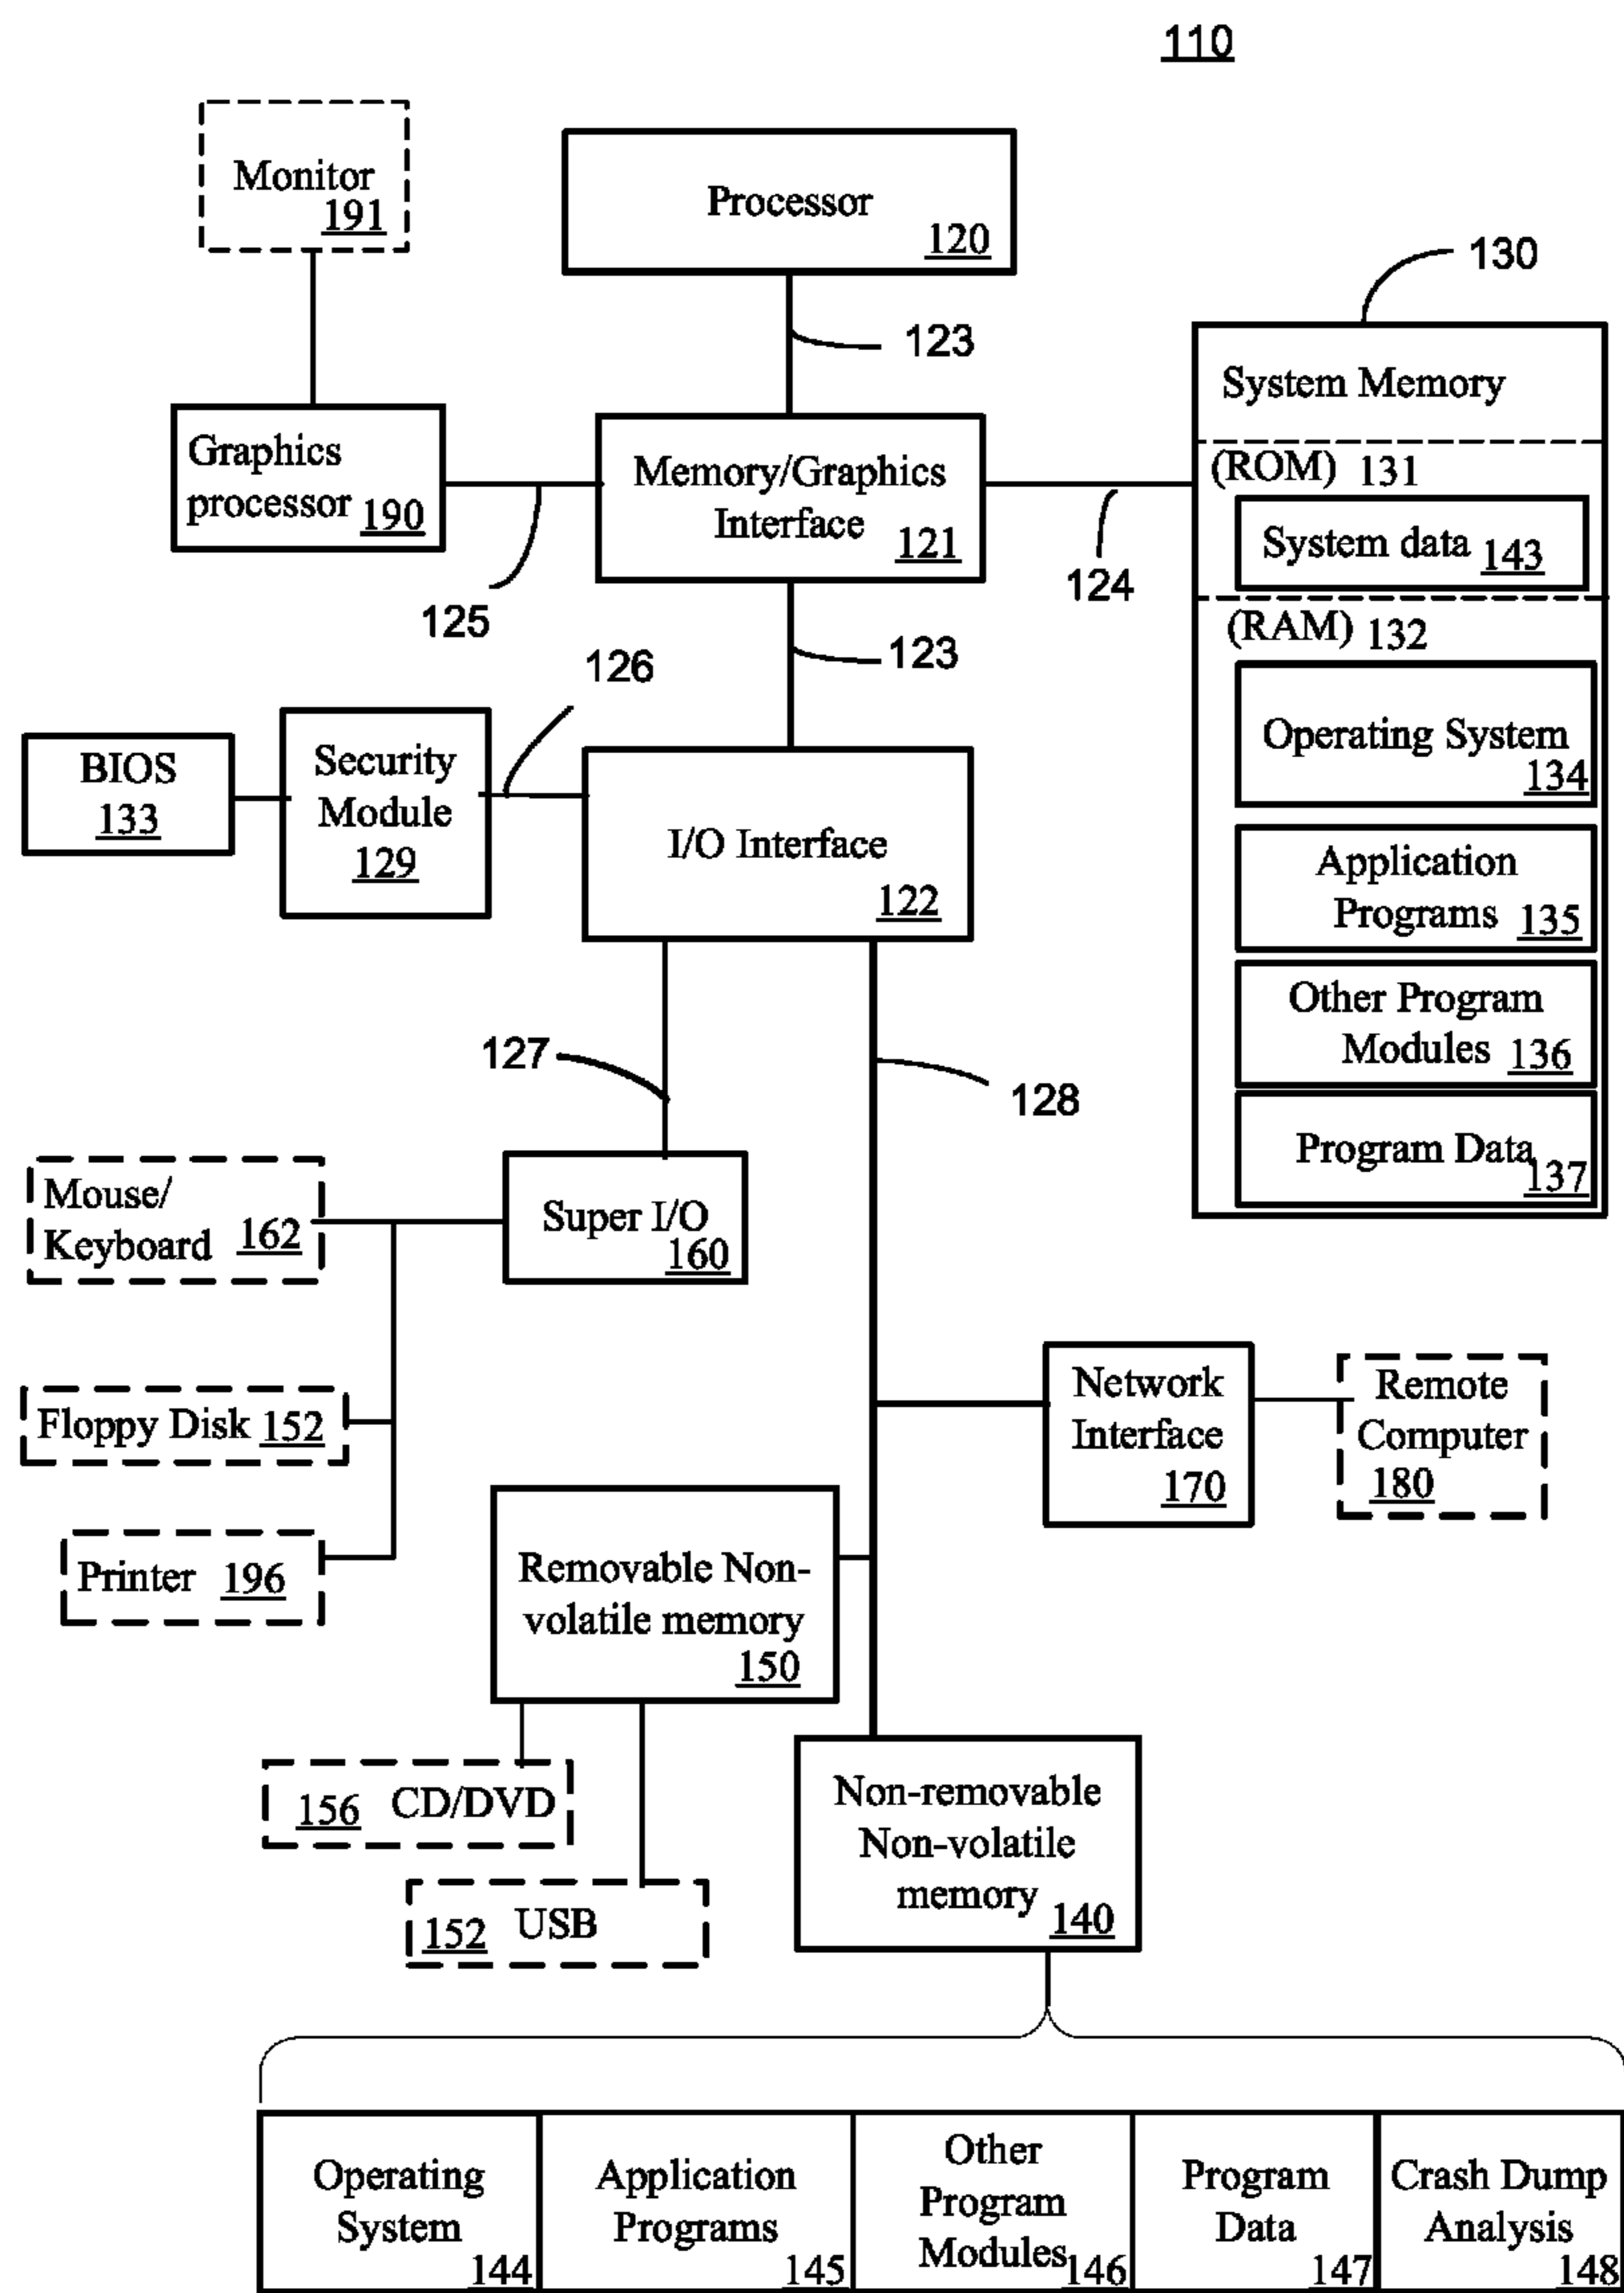 110
Monitor
191
Processor
120
130
123
System Memory
Graphics
processor 190
Memory/Graphics
Interface
121
(ROM) 131
System data 143
124
125
(RAM) 132
123
126
Operating System
134
BIOS
133
Security
Module
129
I/O Interface
122
Application
Programs 135
Other Program
Modules 136
127
128
Program Data
137
Mouse/
Keyboard 162
Super I/O
160
Network
Interface
170
Remote
Computer
180
Floppy Disk 152
Printer 196
Removable Non-
volatile memory
150
156 CD/DVD
152 USB
Non-removable
Non-volatile
memory
140
Operating
System
144
Application
Programs
145
Other
Program
Modules 146
Program
Data
147
Crash Dump
Analysis
148